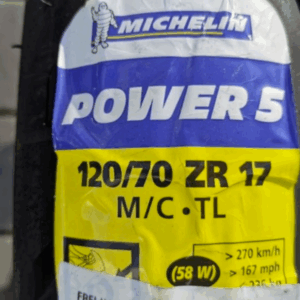 MICHELIN
POWER 5
120/70 ZR 17
M/C • TL
(58 W)
> 270 km/h
> 167 mph